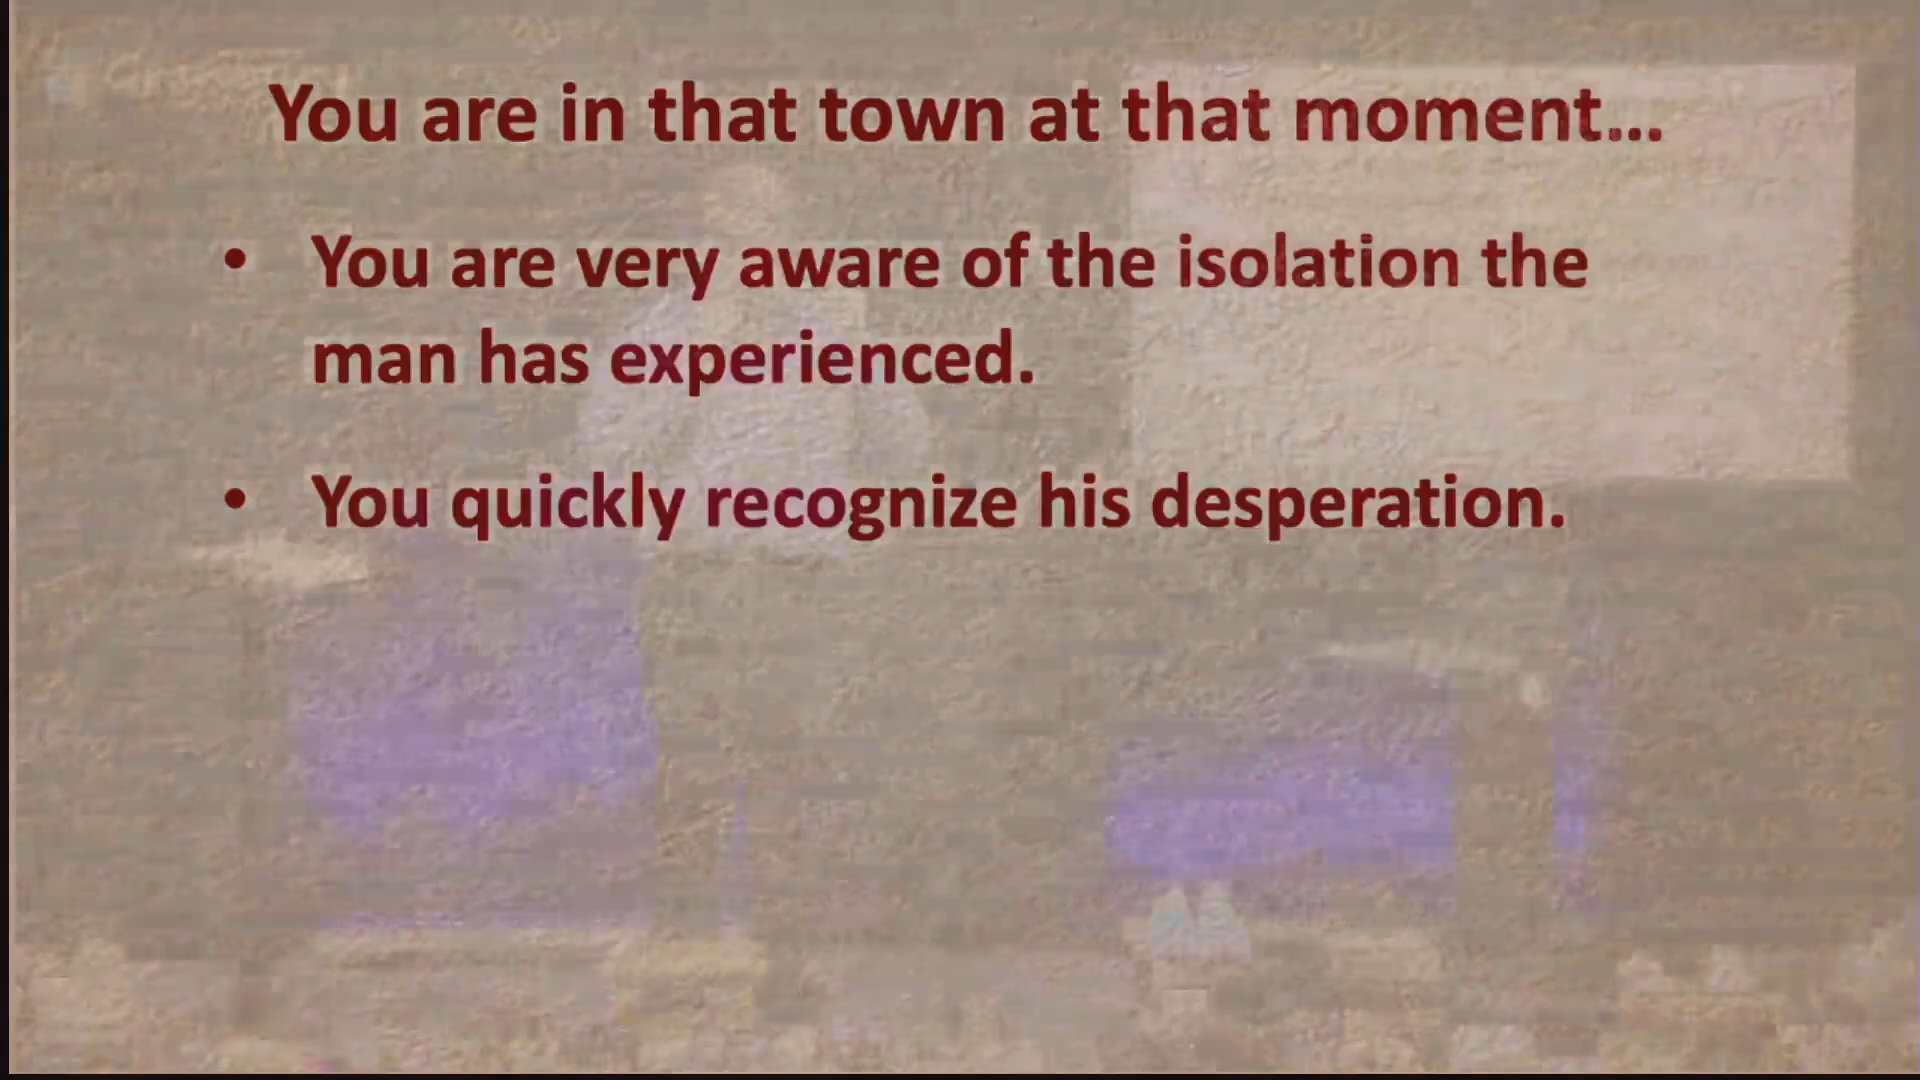 You are in that town at that moment...
• You are very aware of the isolation the
man has experienced.
• You quickly recognize his desperation.